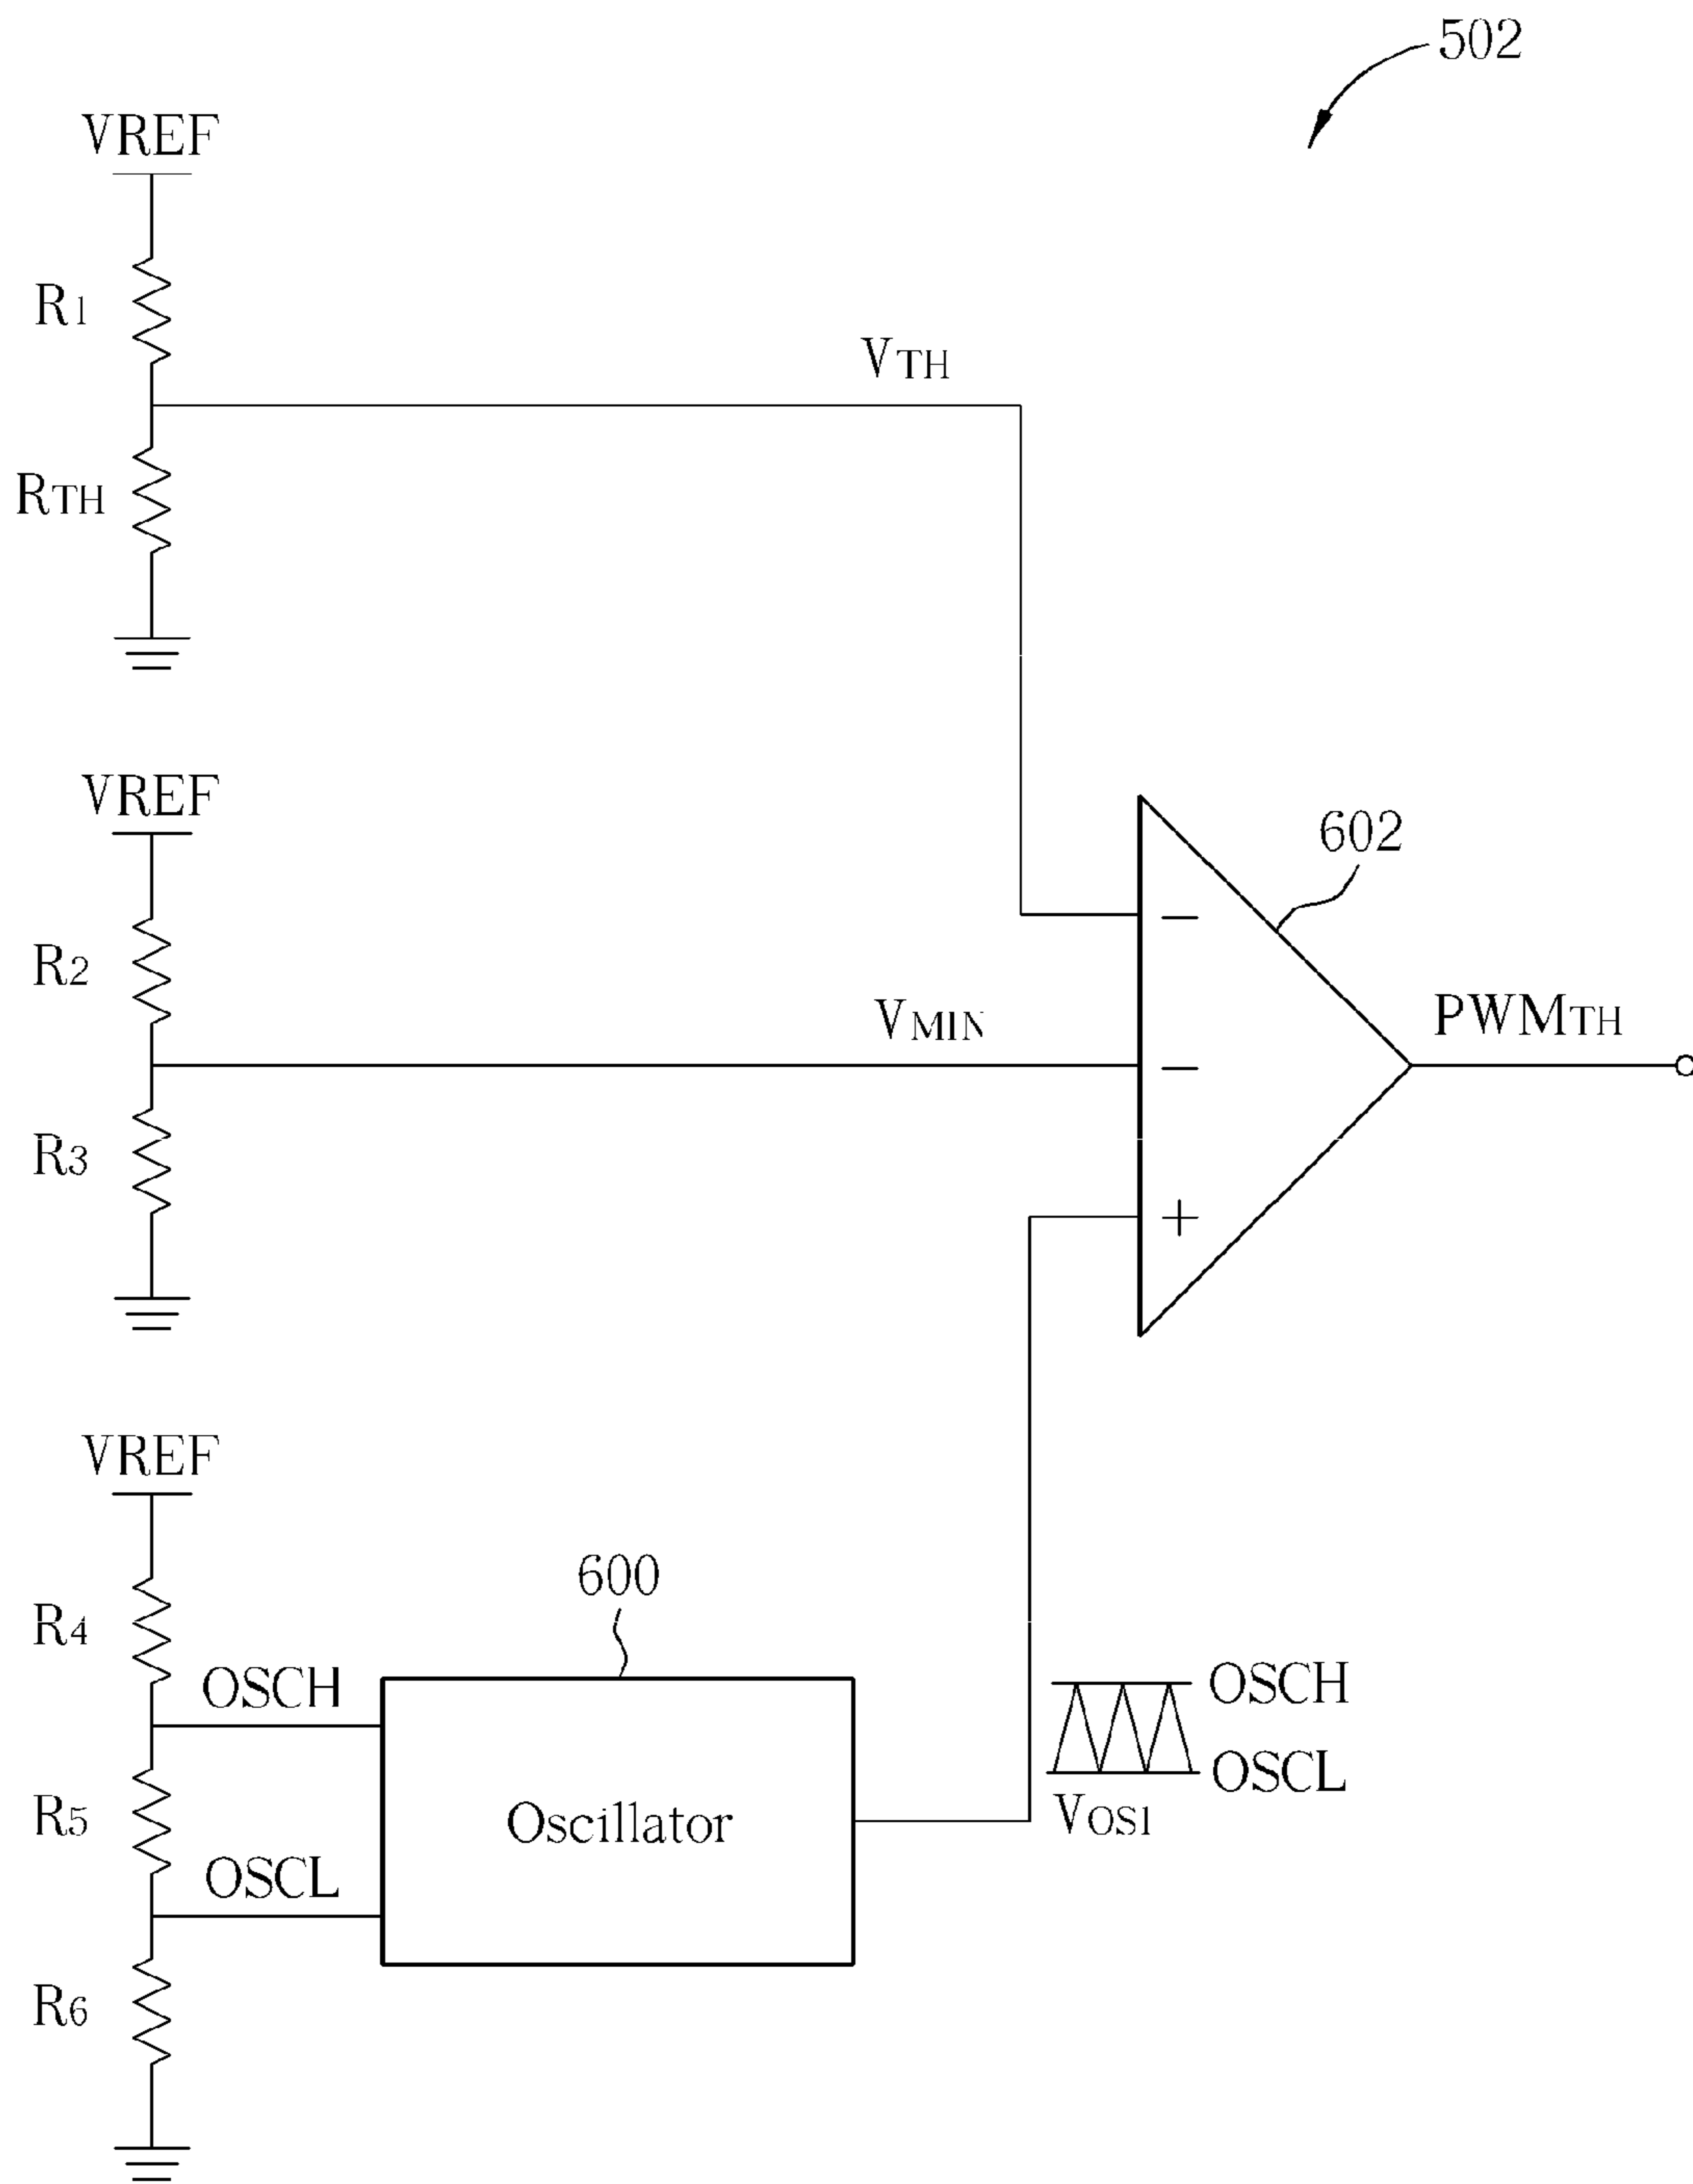 502
VREF
R1
VTH
RTH
VREF
602
R2
VMIN
PWMTH
R3
VREF
600
R4
OSCH
OSCH
OSCL
R5
Oscillator
VOS1
OSCL
R6